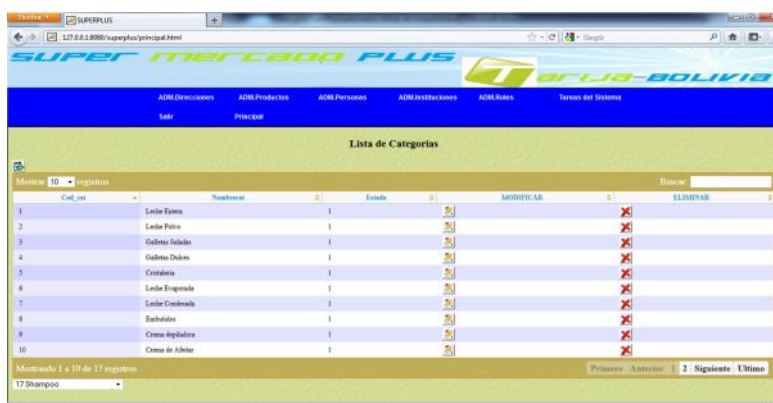 Firefox
SUPERPLUS
127.0.0.1:8080/superplus/principal.html
Google
SUPER mercado PLUS
Tarija-BOLIVIA
ADM.Direcciones ADM.Productos ADM.Personas ADM.Instituciones ADM.Roles Tareas del Sistema
Salir Principal
Lista de Categorias
Mostrar 10 registros Buscar:
Cod_cat Nombrecat Estado MODIFICAR ELIMINAR
1 Leche Entera 1
2 Leche Polvo 1
3 Galletas Saladas 1
4 Galletas Dulces 1
5 Cristaleria 1
6 Leche Evaporada 1
7 Leche Condensada 1
8 Embutidos 1
9 Crema depiladora 1
10 Crema de Afeitar 1
Mostrando 1 a 10 de 17 registros Primero Anterior 1 2 Siguiente Ultimo
17 Shampoo